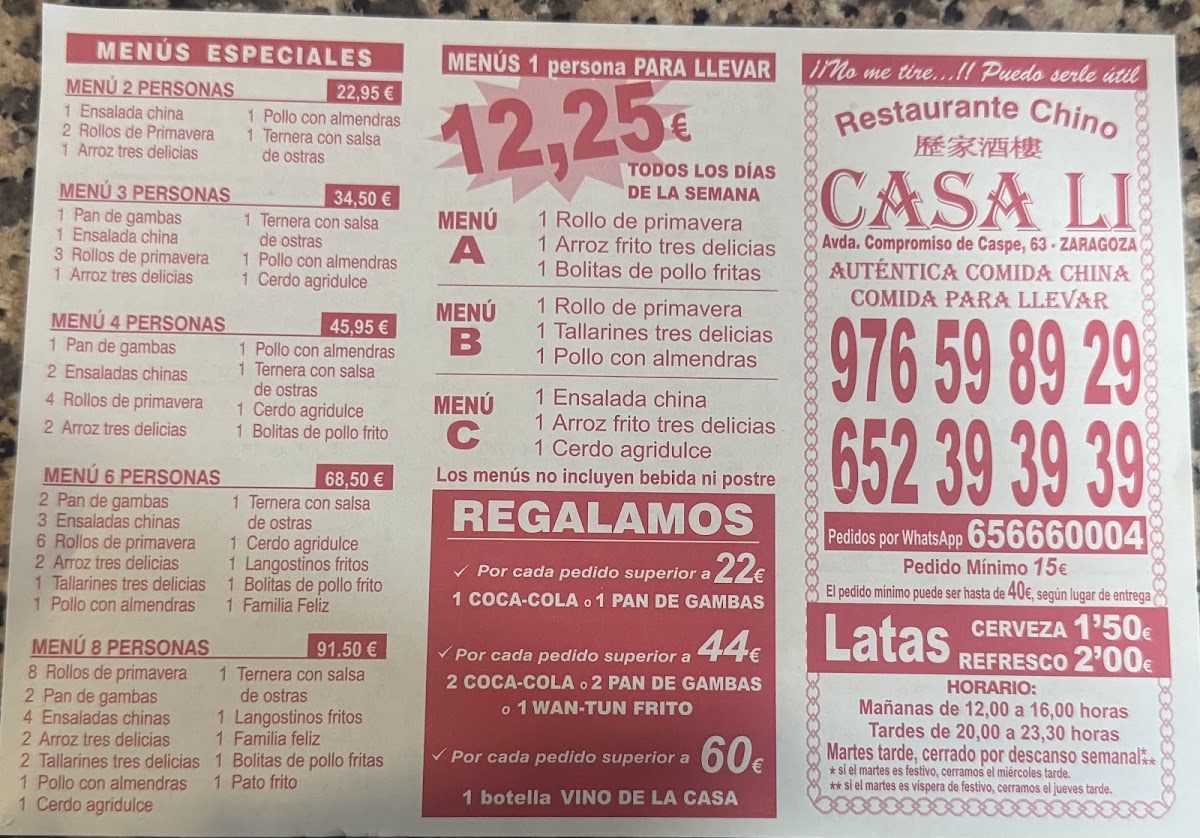 MENÚS ESPECIALES
MENÚ 2 PERSONAS 22,95 €
1 Ensalada china
2 Rollos de Primavera
1 Arroz tres delicias
1 Pollo con almendras
1 Ternera con salsa
de ostras
MENÚ 3 PERSONAS 34,50 €
1 Pan de gambas
1 Ensalada china
3 Rollos de primavera
1 Arroz tres delicias
1 Ternera con salsa
de ostras
1 Pollo con almendras
1 Cerdo agridulce
MENÚ 4 PERSONAS 45,95 €
1 Pan de gambas
2 Ensaladas chinas
4 Rollos de primavera
2 Arroz tres delicias
1 Pollo con almendras
1 Ternera con salsa
de ostras
1 Cerdo agridulce
1 Bolitas de pollo frito
MENÚ 6 PERSONAS 68,50 €
2 Pan de gambas
3 Ensaladas chinas
6 Rollos de primavera
2 Arroz tres delicias
1 Tallarines tres delicias
1 Pollo con almendras
1 Ternera con salsa
de ostras
1 Cerdo agridulce
1 Langostinos fritos
1 Bolitas de pollo frito
1 Familia Feliz
MENÚ 8 PERSONAS 91.50 €
8 Rollos de primavera
2 Pan de gambas
4 Ensaladas chinas
2 Arroz tres delicias
2 Tallarines tres delicias
1 Pollo con almendras
1 Cerdo agridulce
1 Ternera con salsa
de ostras
1 Langostinos fritos
1 Familia feliz
1 Bolitas de pollo fritas
1 Pato frito
MENÚS 1 persona PARA LLEVAR
12,25€
TODOS LOS DÍAS
DE LA SEMANA
MENÚ
A
1 Rollo de primavera
1 Arroz frito tres delicias
1 Bolitas de pollo fritas
MENÚ
B
1 Rollo de primavera
1 Tallarines tres delicias
1 Pollo con almendras
MENÚ
C
1 Ensalada china
1 Arroz frito tres delicias
1 Cerdo agridulce
Los menús no incluyen bebida ni postre
REGALAMOS
✓ Por cada pedido superior a 22€
1 COCA-COLA o 1 PAN DE GAMBAS
✓ Por cada pedido superior a 44€
2 COCA-COLA o 2 PAN DE GAMBAS
o 1 WAN-TUN FRITO
✓ Por cada pedido superior a 60€
1 botella VINO DE LA CASA
¡¡No me tire...!! Puedo serle útil
Restaurante Chino
歷家酒樓
CASA LI
Avda. Compromiso de Caspe, 63 - ZARAGOZA
AUTÉNTICA COMIDA CHINA
COMIDA PARA LLEVAR
976 59 89 29
652 39 39 39
Pedidos por WhatsApp 656660004
Pedido Mínimo 15€
El pedido mínimo puede ser hasta de 40€, según lugar de entrega
Latas
CERVEZA 1'50€
REFRESCO 2'00€
HORARIO:
Mañanas de 12,00 a 16,00 horas
Tardes de 20,00 a 23,30 horas
Martes tarde, cerrado por descanso semanal***
* si el martes es festivo, cerramos el miércoles tarde.
** si el martes es vispera de festivo, cerramos el jueves tarde.